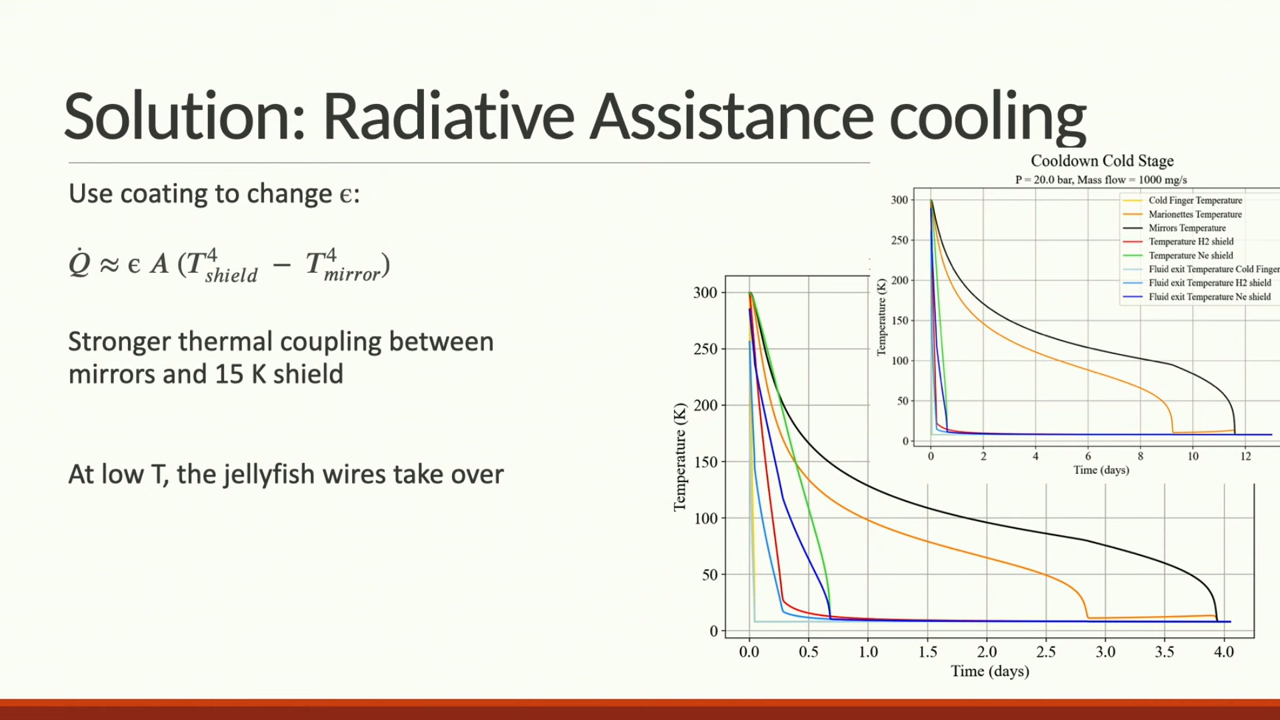 Solution: Radiative Assistance cooling
Use coating to change ϵ:
Q̇ ≈ ϵ A (T⁴shield − T⁴mirror)
Stronger thermal coupling between
mirrors and 15 K shield
At low T, the jellyfish wires take over
Cooldown Cold Stage
P = 20.0 bar, Mass flow = 1000 mg/s
Cold Finger Temperature
Marionettes Temperature
Mirrors Temperature
Temperature H2 shield
Temperature Ne shield
Fluid exit Temperature Cold Finger
Fluid exit Temperature H2 shield
Fluid exit Temperature Ne shield
Temperature (K)
300
250
200
150
100
50
0
0 2 4 6 8 10 12
Time (days)
Temperature (K)
300
250
200
150
100
50
0
0.0 0.5 1.0 1.5 2.0 2.5 3.0 3.5 4.0
Time (days)